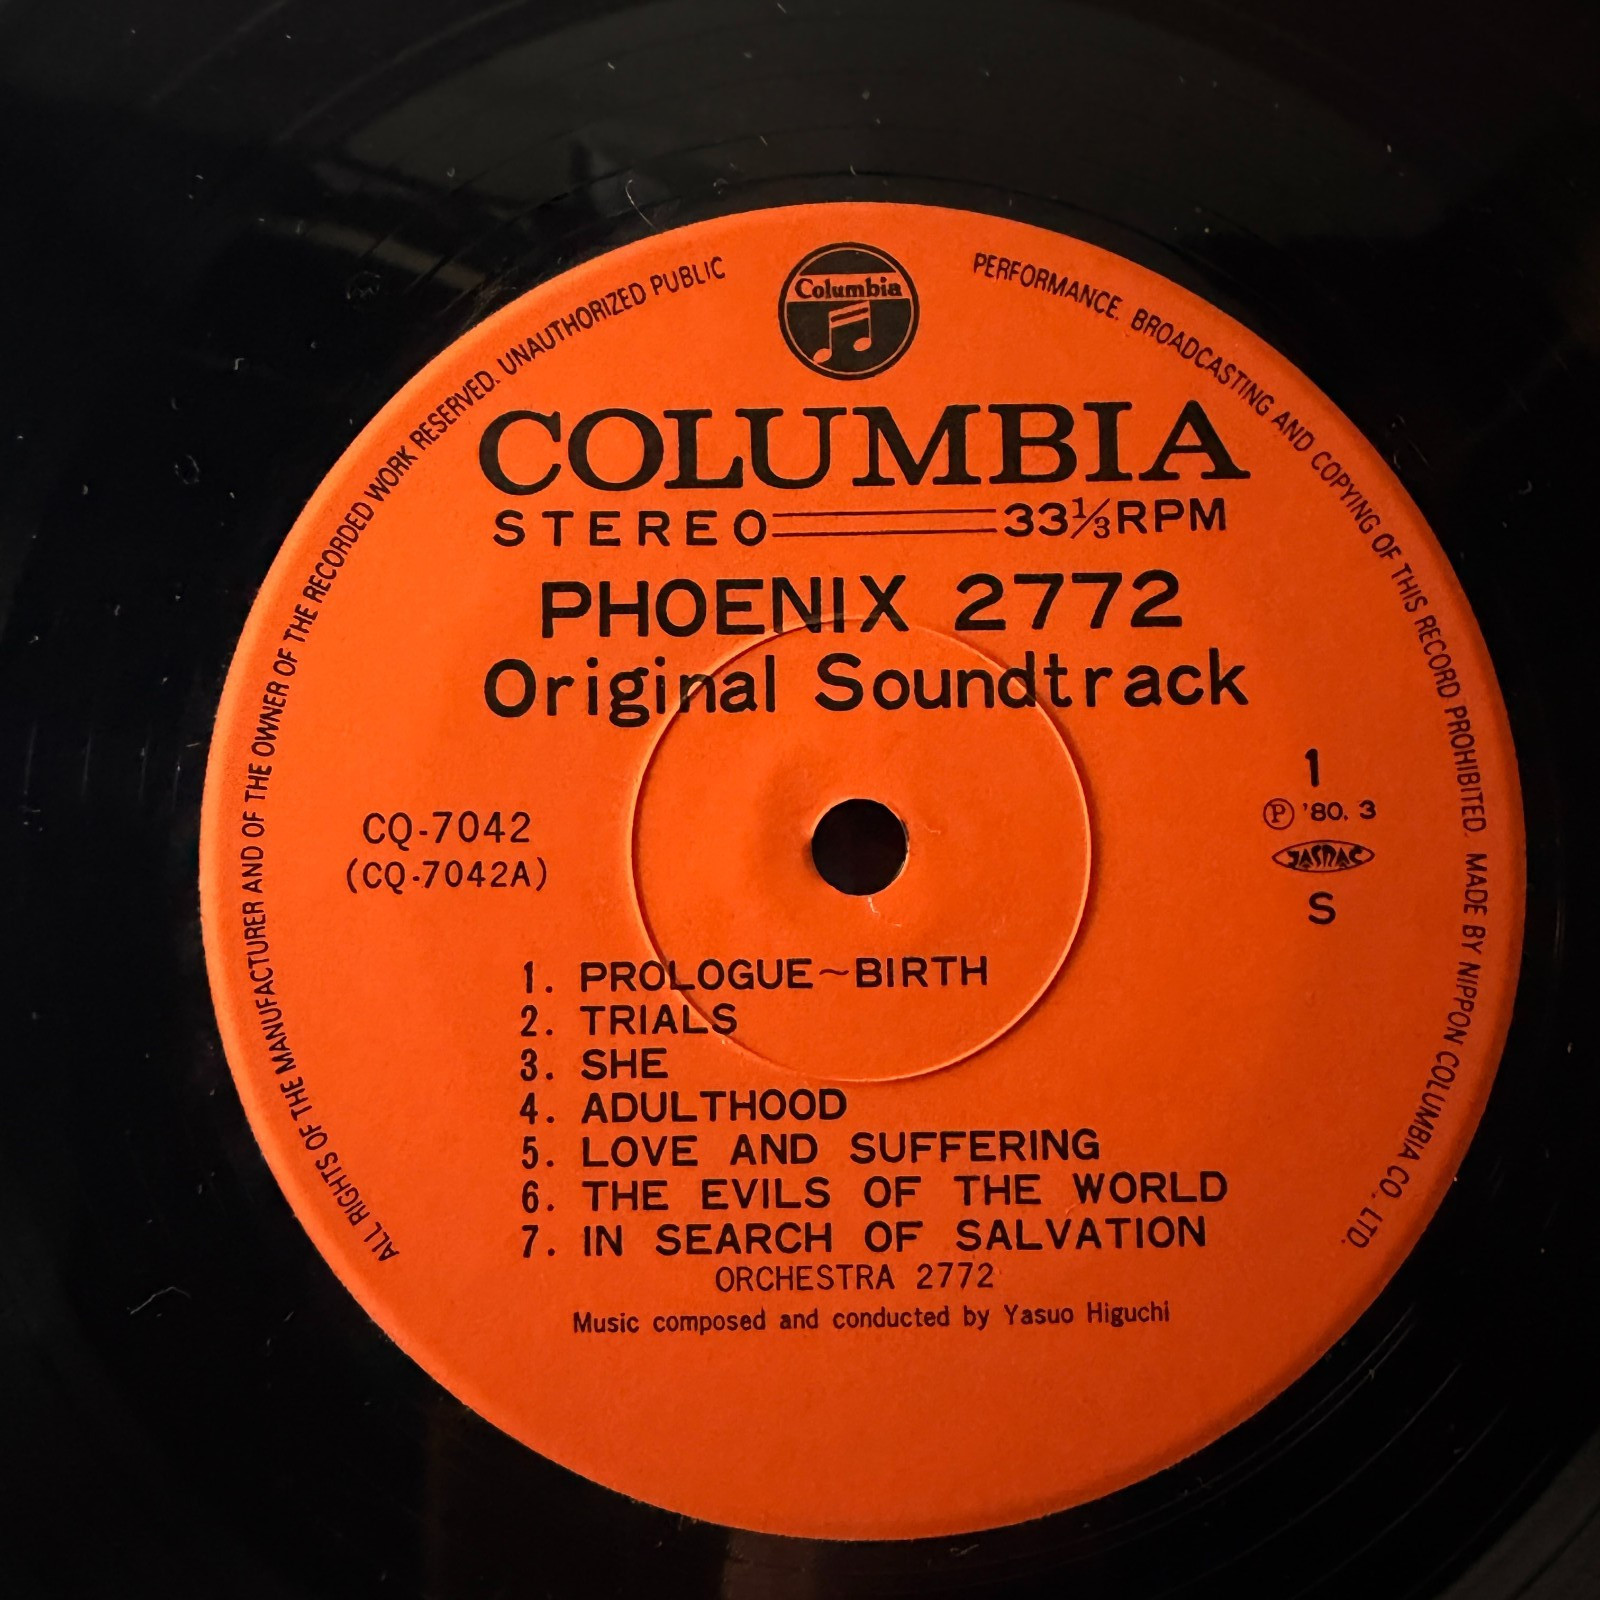 ALL RIGHTS OF THE MANUFACTURER AND OF THE OWNER OF THE RECORDED WORK RESERVED. UNAUTHORIZED PUBLIC PERFORMANCE. BROADCASTING AND COPYING OF THIS RECORD PROHIBITED. MADE BY NIPPON COLUMBIA CO., LTD.
Columbia
COLUMBIA
STEREO 33⅓RPM
PHOENIX 2772
Original Soundtrack
CQ-7042
(CQ-7042A)
1
Ⓟ '80. 3
JASRAC
S
1. PROLOGUE~BIRTH
2. TRIALS
3. SHE
4. ADULTHOOD
5. LOVE AND SUFFERING
6. THE EVILS OF THE WORLD
7. IN SEARCH OF SALVATION
ORCHESTRA 2772
Music composed and conducted by Yasuo Higuchi